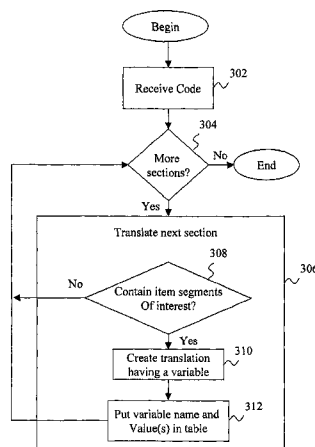 Begin
Receive Code
302
304
More
sections?
No
End
Yes
Translate next section
306
308
No
Contain item segments
Of interest?
Yes
310
Create translation
having a variable
312
Put variable name and
Value(s) in table